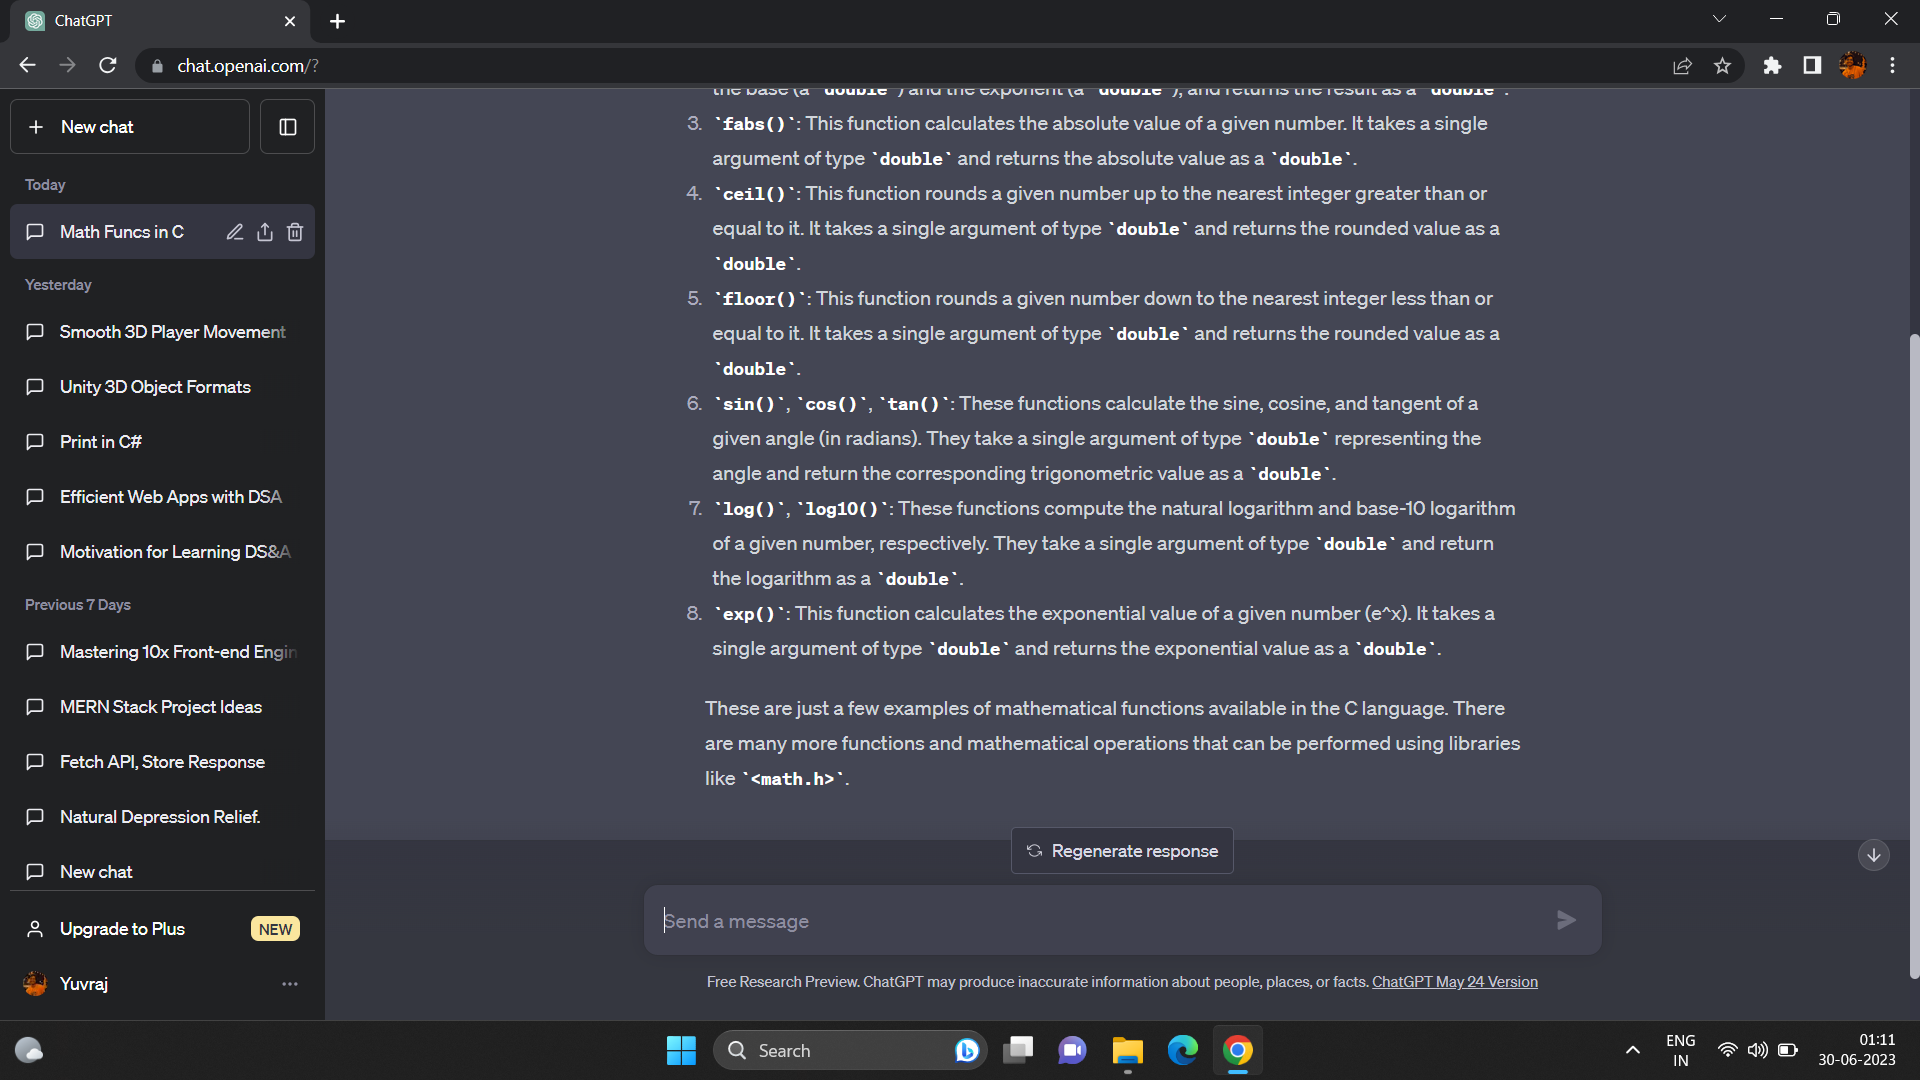 ChatGPT
chat.openai.com/?
New chat
Today
Math Funcs in C
Yesterday
Smooth 3D Player Movement
Unity 3D Object Formats
Print in C#
Efficient Web Apps with DSA
Motivation for Learning DS&A
Previous 7 Days
Mastering 10x Front-end Engin
MERN Stack Project Ideas
Fetch API, Store Response
Natural Depression Relief.
New chat
Upgrade to Plus NEW
Yuvraj
the base (a `double`) and the exponent (a `double`), and returns the result as a `double`.
3. `fabs()`: This function calculates the absolute value of a given number. It takes a single
argument of type `double` and returns the absolute value as a `double`.
4. `ceil()`: This function rounds a given number up to the nearest integer greater than or
equal to it. It takes a single argument of type `double` and returns the rounded value as a
`double`.
5. `floor()`: This function rounds a given number down to the nearest integer less than or
equal to it. It takes a single argument of type `double` and returns the rounded value as a
`double`.
6. `sin()`, `cos()`, `tan()`: These functions calculate the sine, cosine, and tangent of a
given angle (in radians). They take a single argument of type `double` representing the
angle and return the corresponding trigonometric value as a `double`.
7. `log()`, `log10()`: These functions compute the natural logarithm and base-10 logarithm
of a given number, respectively. They take a single argument of type `double` and return
the logarithm as a `double`.
8. `exp()`: This function calculates the exponential value of a given number (e^x). It takes a
single argument of type `double` and returns the exponential value as a `double`.
These are just a few examples of mathematical functions available in the C language. There
are many more functions and mathematical operations that can be performed using libraries
like `<math.h>`.
Regenerate response
Send a message
Free Research Preview. ChatGPT may produce inaccurate information about people, places, or facts. ChatGPT May 24 Version
Search
ENG
IN
01:11
30-06-2023